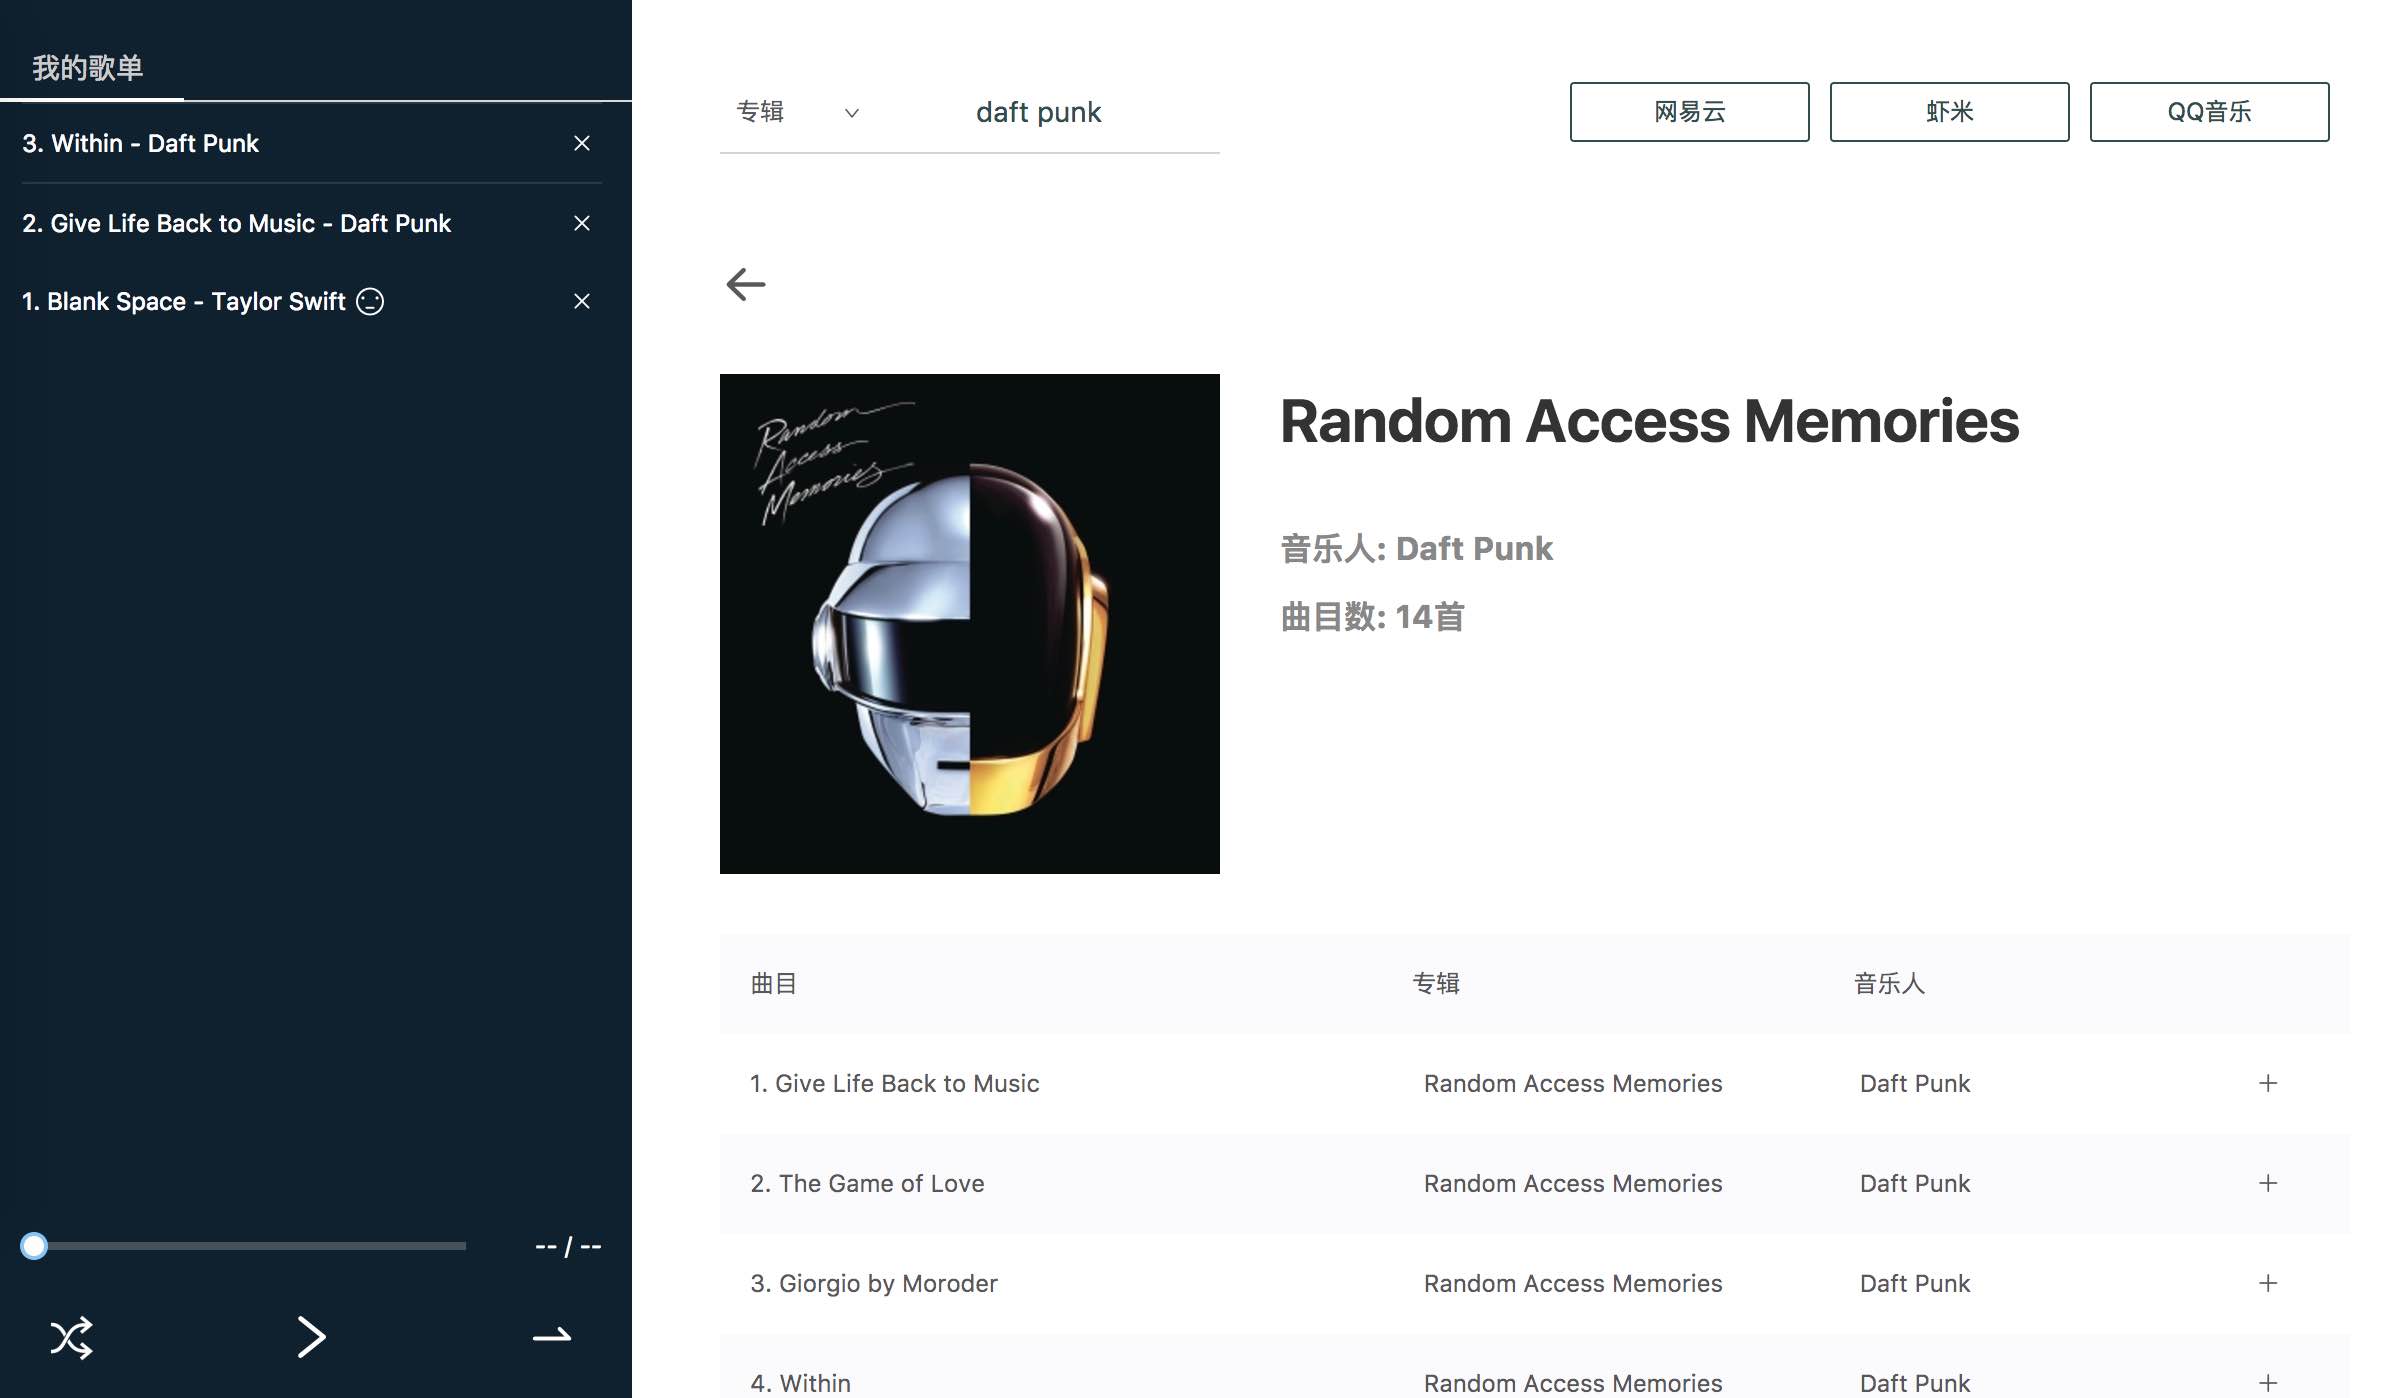 我的歌单
3. Within - Daft Punk
2. Give Life Back to Music - Daft Punk
1. Blank Space - Taylor Swift
-- / --
专辑 daft punk 网易云 虾米 QQ音乐
Random
Access
Memories
Random Access Memories
音乐人: Daft Punk
曲目数: 14首
曲目 专辑 音乐人
1. Give Life Back to Music Random Access Memories Daft Punk
2. The Game of Love Random Access Memories Daft Punk
3. Giorgio by Moroder Random Access Memories Daft Punk
4. Within Random Access Memories Daft Punk